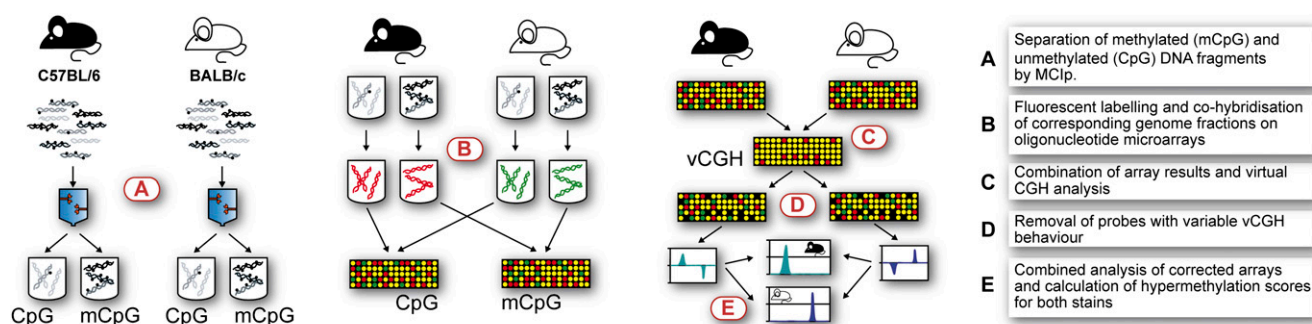 C57BL/6
BALB/c
A
CpG
mCpG
CpG
mCpG
B
CpG
mCpG
C
vCGH
D
E
A
Separation of methylated (mCpG) and
unmethylated (CpG) DNA fragments
by MCIp.
B
Fluorescent labelling and co-hybridisation
of corresponding genome fractions on
oligonucleotide microarrays
C
Combination of array results and virtual
CGH analysis
D
Removal of probes with variable vCGH
behaviour
E
Combined analysis of corrected arrays
and calculation of hypermethylation scores
for both stains